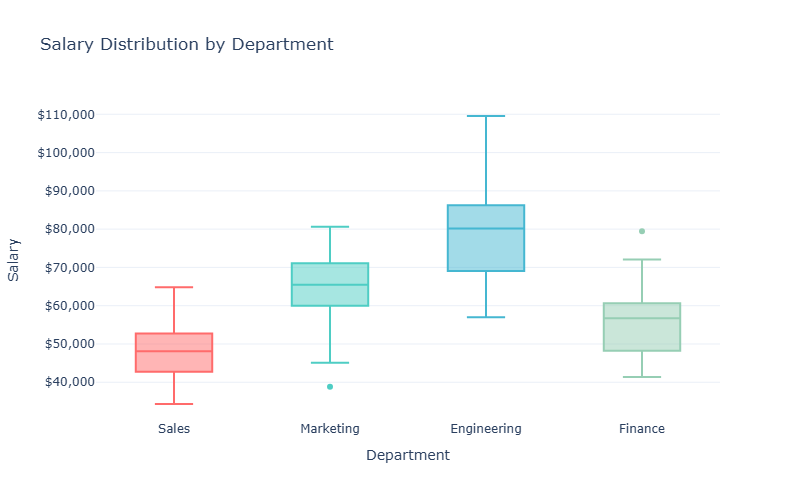 Salary Distribution by Department
Salary
$110,000
$100,000
$90,000
$80,000
$70,000
$60,000
$50,000
$40,000
Sales
Marketing
Engineering
Finance
Department